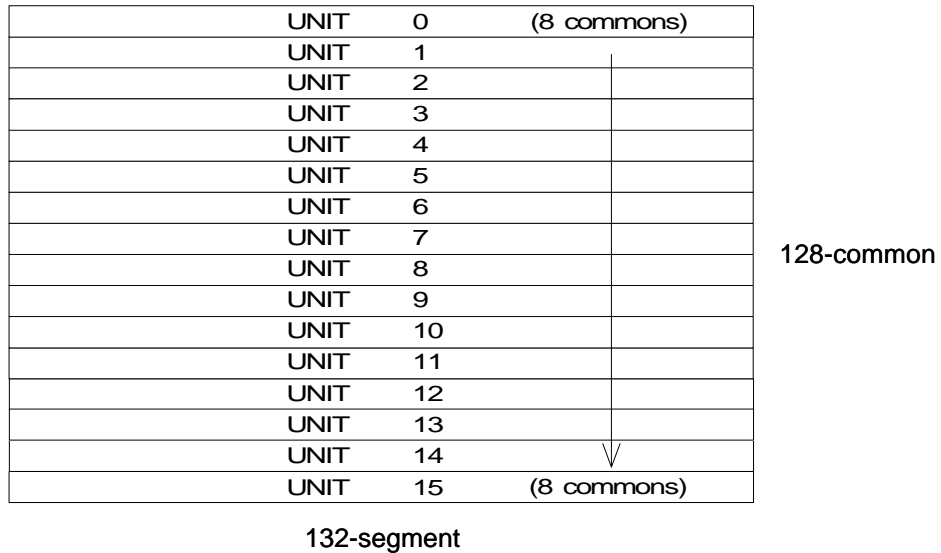 UNIT 0 (8 commons)
UNIT 1
UNIT 2
UNIT 3
UNIT 4
UNIT 5
UNIT 6
UNIT 7
128-common
UNIT 8
UNIT 9
UNIT 10
UNIT 11
UNIT 12
UNIT 13
UNIT 14
UNIT 15 (8 commons)
132-segment